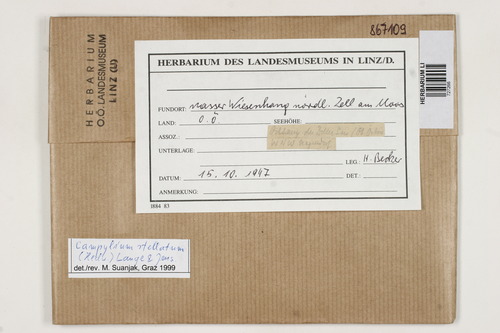 867109
HERBARIUM
O.Ö. LANDESMUSEUM
LINZ (LI)
HERBARIUM LI
HERBARIUM DES LANDESMUSEUMS IN LINZ/D.
FUNDORT: nasser Wiesenhang nördl. Zell am Moos
LAND: O.Ö SEEHÖHE:
ASSOZ.:
UNTERLAGE:
LEG.: H. Becker
DATUM: 15. 10. 1947 DET.:
ANMERKUNG:
1884 83
Campylium stellatum
(Hedw.) Lange & Jens
det./rev. M. Suanjak, Graz 1999